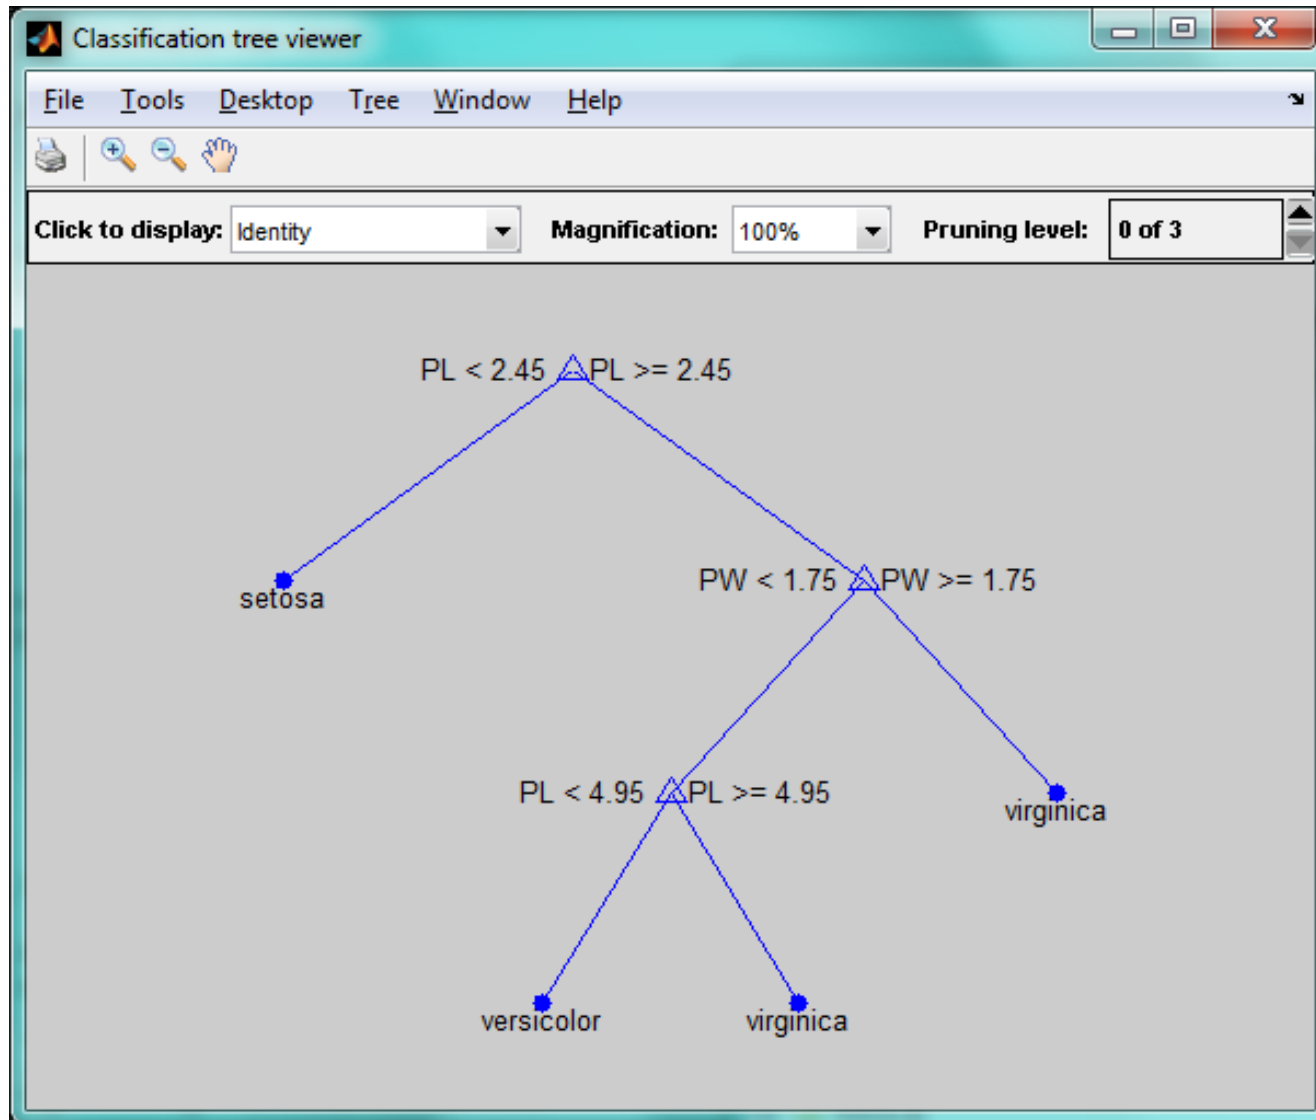 Classification tree viewer
File Tools Desktop Tree Window Help
Click to display: Identity Magnification: 100% Pruning level: 0 of 3
PL < 2.45 PL >= 2.45
setosa
PW < 1.75 PW >= 1.75
PL < 4.95 PL >= 4.95
virginica
versicolor virginica